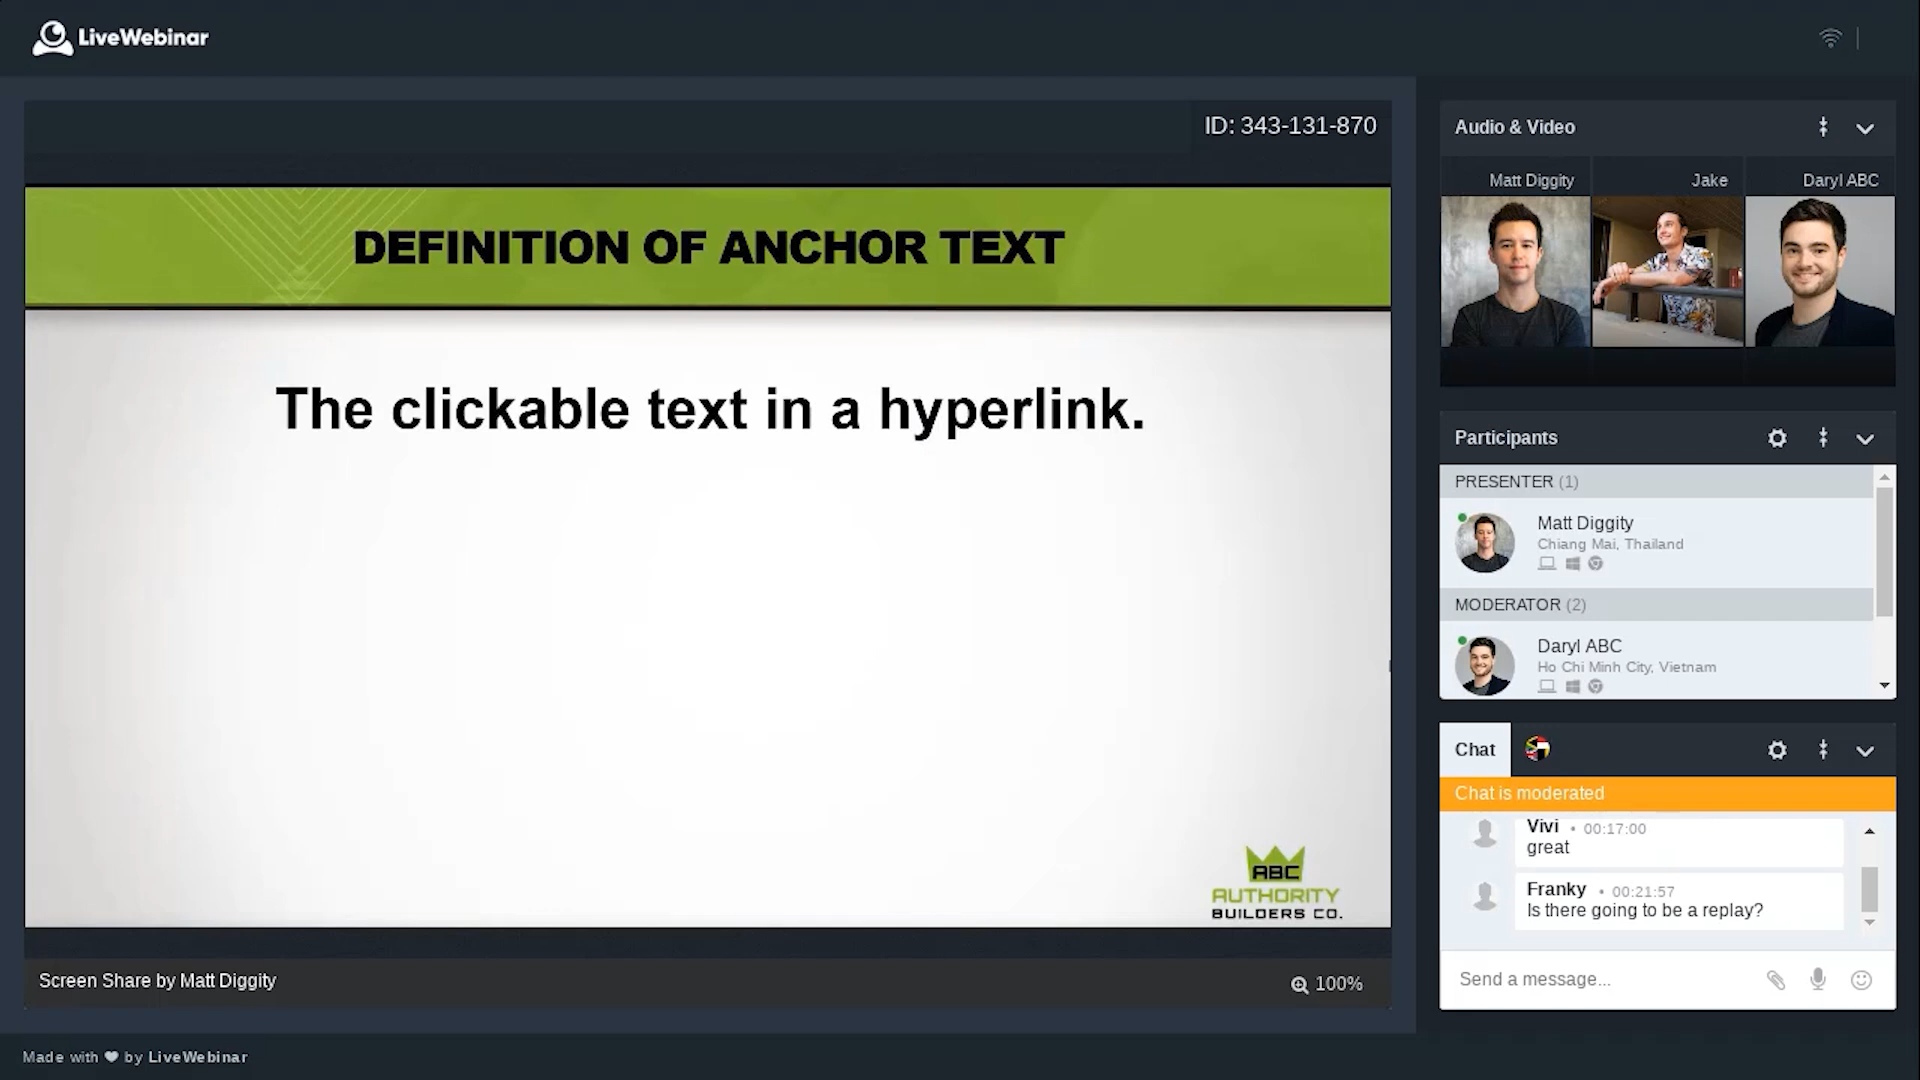 LiveWebinar
ID: 343-131-870
DEFINITION OF ANCHOR TEXT
The clickable text in a hyperlink.
ABC
AUTHORITY
BUILDERS CO.
Screen Share by Matt Diggity
100%
Audio & Video
Matt Diggity
Jake
Daryl ABC
Participants
PRESENTER (1)
Matt Diggity
Chiang Mai, Thailand
MODERATOR (2)
Daryl ABC
Ho Chi Minh City, Vietnam
Chat
Chat is moderated
Vivi • 00:17:00
great
Franky • 00:21:57
Is there going to be a replay?
Send a message...
Made with ❤ by LiveWebinar